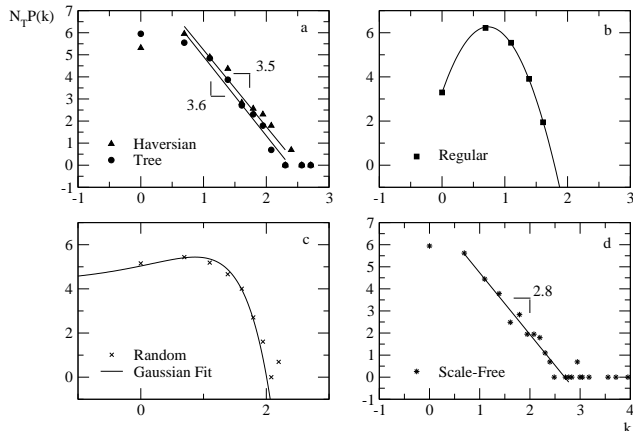 N_T P(k)
7
6
5
4
3
2
1
0
-1
a
3.5
3.6
Haversian
Tree
-1 0 1 2 3
b
6
4
2
0
Regular
-1 0 1 2 3
c
6
4
2
0
Random
Gaussian Fit
0 2
7
6
5
4
3
2
1
0
-1
d
2.8
Scale-Free
-1 0 1 2 3 4
k